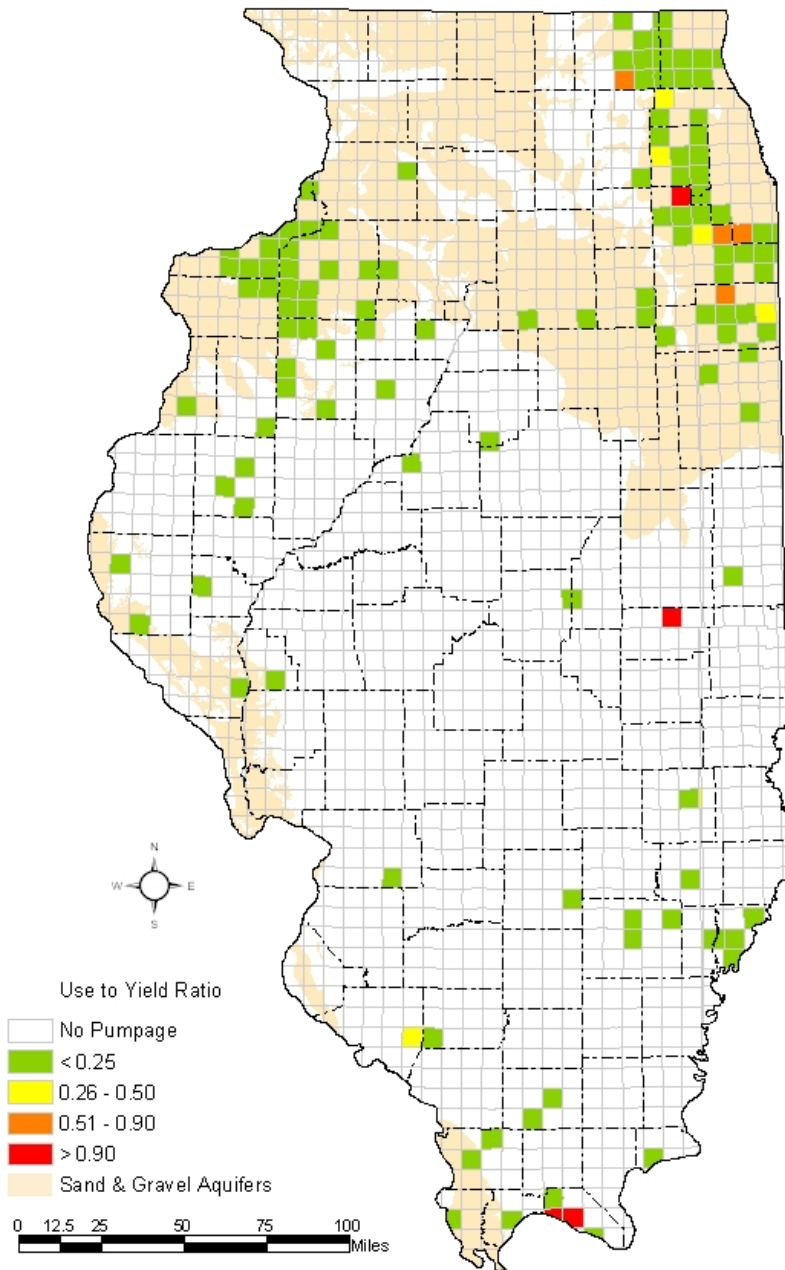 N
W E
S
Use to Yield Ratio
No Pumpage
< 0.25
0.26 - 0.50
0.51 - 0.90
> 0.90
Sand & Gravel Aquifers
0 12.5 25 50 75 100
Miles